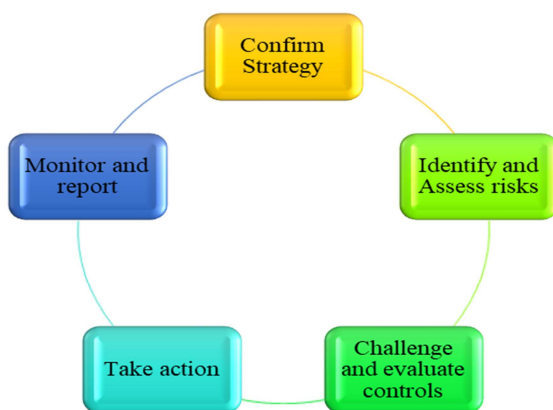 Confirm
Strategy
Identify and
Assess risks
Challenge
and evaluate
controls
Take action
Monitor and
report